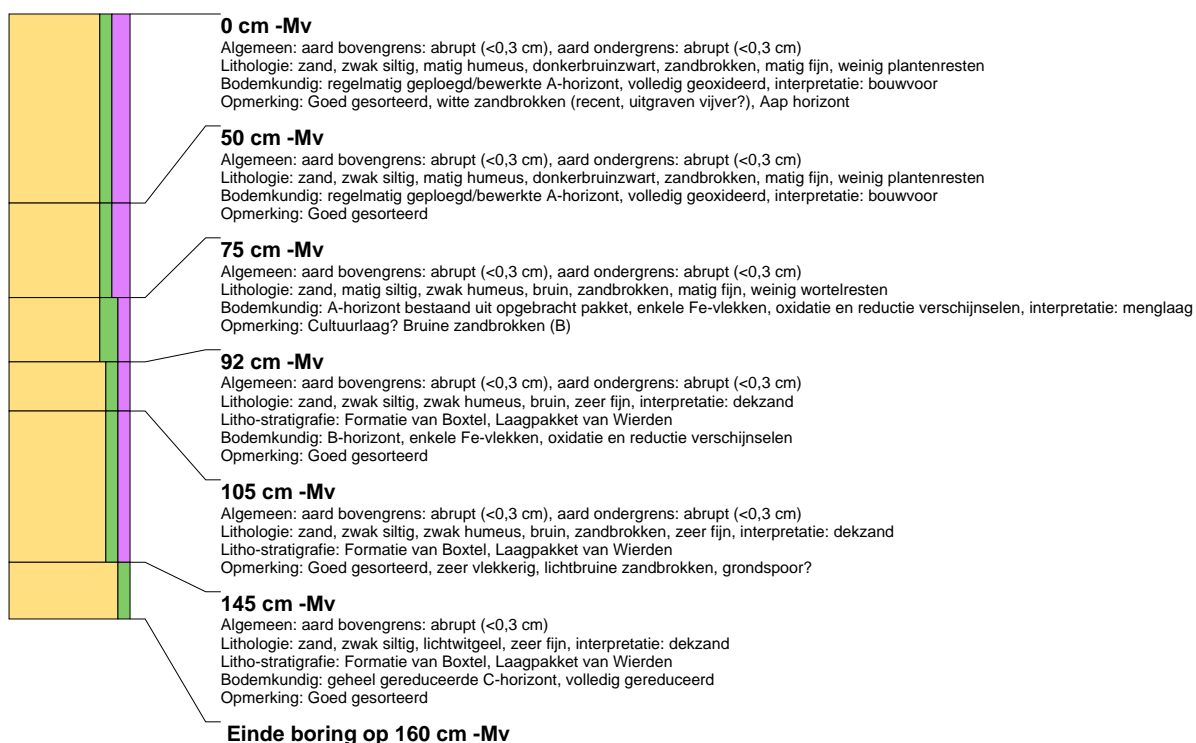 0 cm -Mv
Algemeen: aard bovengrens: abrupt (<0,3 cm), aard ondergrens: abrupt (<0,3 cm)
Lithologie: zand, zwak siltig, matig humeus, donkerbruinzwart, zandbrokken, matig fijn, weinig plantenresten
Bodemkundig: regelmatig geploegd/bewerkte A-horizont, volledig geoxideerd, interpretatie: bouwvoor
Opmerking: Goed gesorteerd, witte zandbrokken (recent, uitgraven vijver?), Aap horizont
50 cm -Mv
Algemeen: aard bovengrens: abrupt (<0,3 cm), aard ondergrens: abrupt (<0,3 cm)
Lithologie: zand, zwak siltig, matig humeus, donkerbruinzwart, zandbrokken, matig fijn, weinig plantenresten
Bodemkundig: regelmatig geploegd/bewerkte A-horizont, volledig geoxideerd, interpretatie: bouwvoor
Opmerking: Goed gesorteerd
75 cm -Mv
Algemeen: aard bovengrens: abrupt (<0,3 cm), aard ondergrens: abrupt (<0,3 cm)
Lithologie: zand, matig siltig, zwak humeus, bruin, zandbrokken, matig fijn, weinig wortelresten
Bodemkundig: A-horizont bestaand uit opgebracht pakket, enkele Fe-vlekken, oxidatie en reductie verschijnselen, interpretatie: menglaag
Opmerking: Cultuurlaag? Bruine zandbrokken (B)
92 cm -Mv
Algemeen: aard bovengrens: abrupt (<0,3 cm), aard ondergrens: abrupt (<0,3 cm)
Lithologie: zand, zwak siltig, zwak humeus, bruin, zeer fijn, interpretatie: dekzand
Litho-stratigrafie: Formatie van Boxtel, Laagpakket van Wierden
Bodemkundig: B-horizont, enkele Fe-vlekken, oxidatie en reductie verschijnselen
Opmerking: Goed gesorteerd
105 cm -Mv
Algemeen: aard bovengrens: abrupt (<0,3 cm), aard ondergrens: abrupt (<0,3 cm)
Lithologie: zand, zwak siltig, zwak humeus, bruin, zandbrokken, zeer fijn, interpretatie: dekzand
Litho-stratigrafie: Formatie van Boxtel, Laagpakket van Wierden
Opmerking: Goed gesorteerd, zeer vlekkerig, lichtbruine zandbrokken, grondspoor?
145 cm -Mv
Algemeen: aard bovengrens: abrupt (<0,3 cm)
Lithologie: zand, zwak siltig, lichtwitgeel, zeer fijn, interpretatie: dekzand
Litho-stratigrafie: Formatie van Boxtel, Laagpakket van Wierden
Bodemkundig: geheel gereduceerde C-horizont, volledig gereduceerd
Opmerking: Goed gesorteerd
Einde boring op 160 cm -Mv